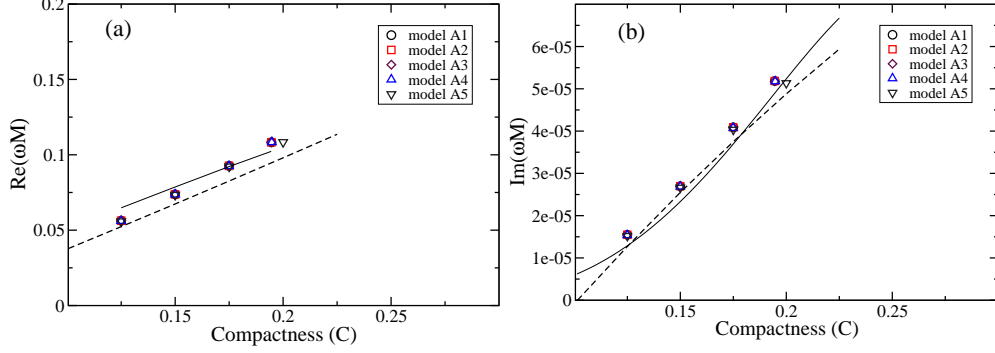 (a)
model A1
model A2
model A3
model A4
model A5
Re(ωM)
0.2
0.15
0.1
0.05
0
0.15
0.2
0.25
Compactness (C)
(b)
model A1
model A2
model A3
model A4
model A5
Im(ωM)
6e-05
5e-05
4e-05
3e-05
2e-05
1e-05
0
0.15
0.2
0.25
Compactness (C)